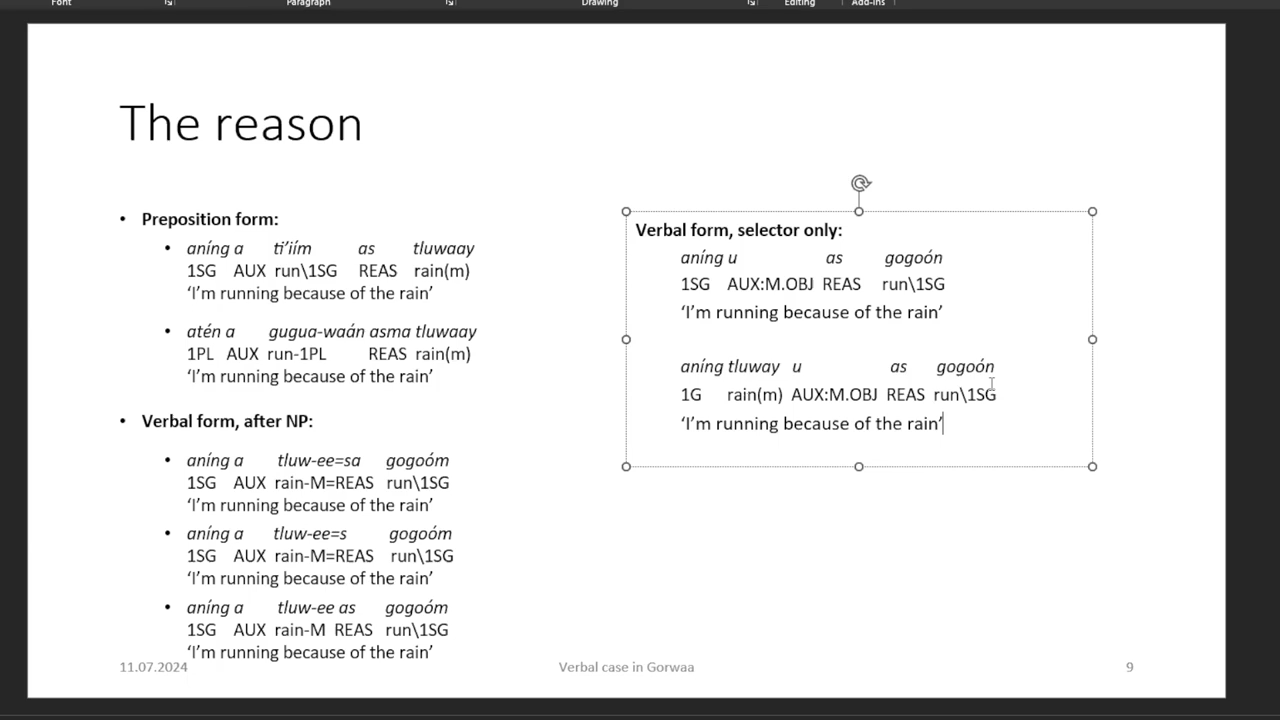 Font Paragraph Drawing Editing Add-ins
The reason
• Preposition form:
• aníng a ti’iím as tluwaay
1SG AUX run\1SG REAS rain(m)
‘I’m running because of the rain’
• atén a gugua-waán asma tluwaay
1PL AUX run-1PL REAS rain(m)
‘I’m running because of the rain’
• Verbal form, after NP:
• aníng a tluw-ee=sa gogoóm
1SG AUX rain-M=REAS run\1SG
‘I’m running because of the rain’
• aníng a tluw-ee=s gogoóm
1SG AUX rain-M=REAS run\1SG
‘I’m running because of the rain’
• aníng a tluw-ee as gogoóm
1SG AUX rain-M REAS run\1SG
‘I’m running because of the rain’
Verbal form, selector only:
aníng u as gogoón
1SG AUX:M.OBJ REAS run\1SG
‘I’m running because of the rain’
aníng tluway u as gogoón
1G rain(m) AUX:M.OBJ REAS run\1SG
‘I’m running because of the rain’
11.07.2024 Verbal case in Gorwaa 9